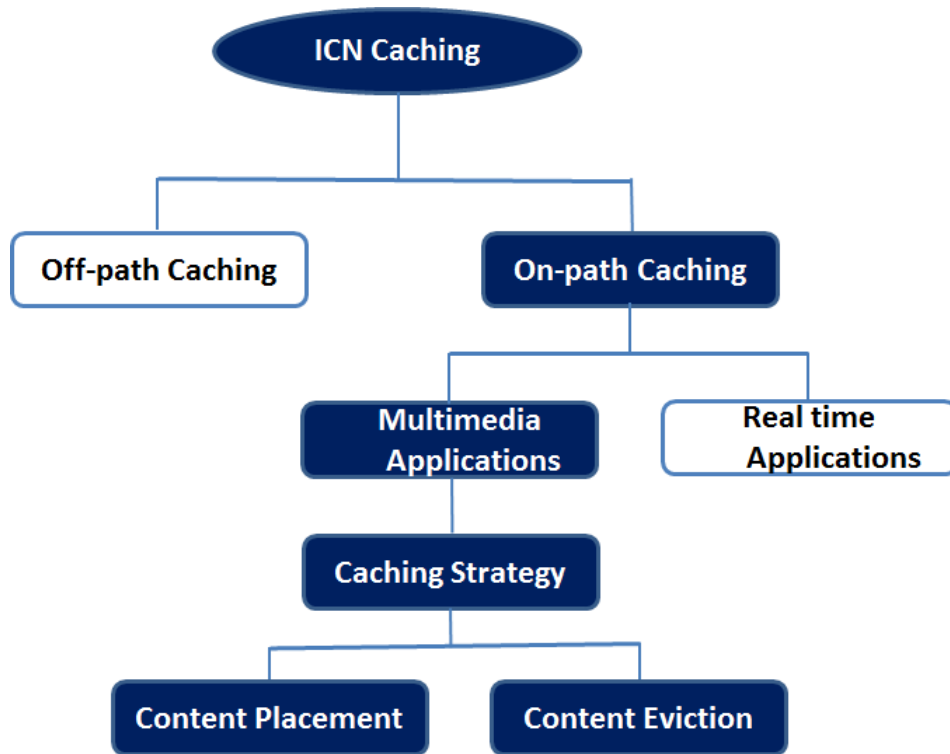 ICN Caching
Off-path Caching
On-path Caching
Multimedia
Applications
Real time
Applications
Caching Strategy
Content Placement
Content Eviction